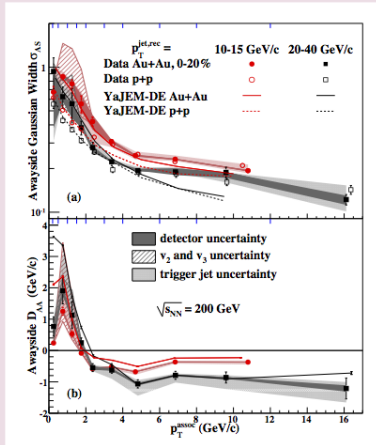 p_T^{jet,rec}= 10-15 GeV/c 20-40 GeV/c
Data Au+Au, 0-20%
Data p+p
YaJEM-DE Au+Au
YaJEM-DE p+p
Awayside Gaussian Width σ_AS
1
10^{-1}
(a)
detector uncertainty
v_2 and v_3 uncertainty
trigger jet uncertainty
√s_NN = 200 GeV
Awayside D_AA (GeV/c)
4
3
2
1
0
-1
-2
(b)
0 2 4 6 8 10 12 14 16
p_T^{assoc} (GeV/c)